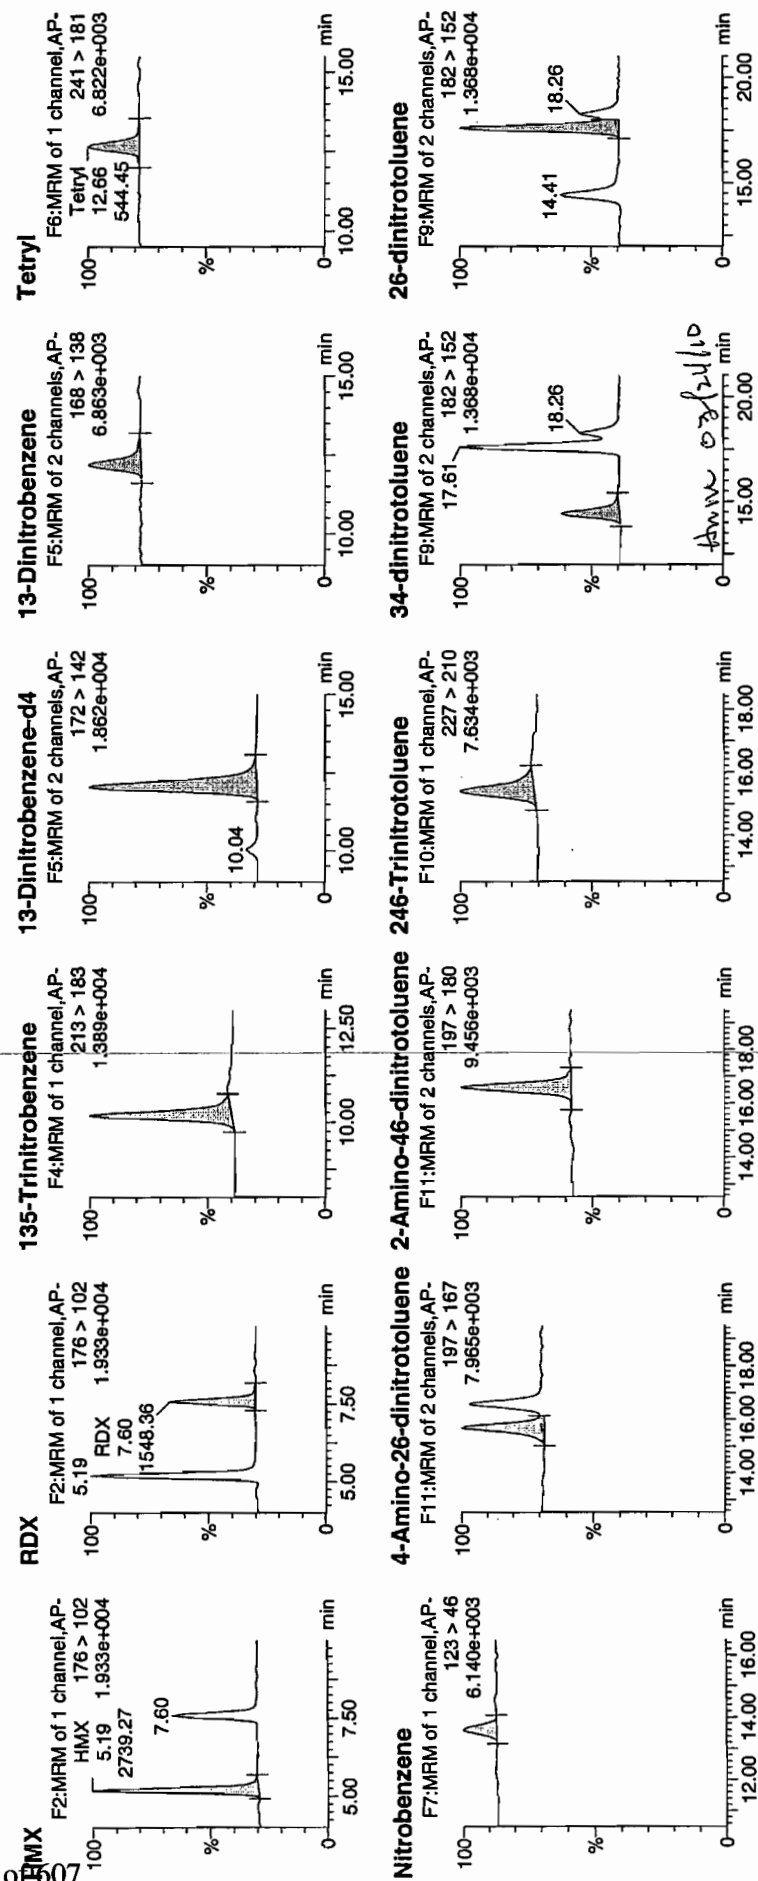 HMX
F2:MRM of 1 channel,AP-
HMX 176 > 102
5.19 1.933e+004
2739.27
7.60
100
%
0
5.00 7.50 min
RDX
F2:MRM of 1 channel,AP-
5.19 176 > 102
RDX 1.933e+004
7.60
1548.36
100
%
0
5.00 7.50 min
135-Trinitrobenzene
F4:MRM of 1 channel,AP-
213 > 183
1.389e+004
100
%
0
10.00 12.50 min
13-Dinitrobenzene-d4
F5:MRM of 2 channels,AP-
172 > 142
1.862e+004
10.04
100
%
0
10.00 15.00 min
13-Dinitrobenzene
F5:MRM of 2 channels,AP-
168 > 138
6.863e+003
100
%
0
10.00 15.00 min
Tetryl
F6:MRM of 1 channel,AP-
Tetryl 241 > 181
12.66 6.822e+003
544.45
100
%
0
10.00 15.00 min
Nitrobenzene
F7:MRM of 1 channel,AP-
123 > 46
6.140e+003
100
%
0
12.00 14.00 16.00 min
4-Amino-26-dinitrotoluene
F11:MRM of 2 channels,AP-
197 > 167
7.965e+003
100
%
0
14.00 16.00 18.00 min
2-Amino-46-dinitrotoluene
F11:MRM of 2 channels,AP-
197 > 180
9.456e+003
100
%
0
14.00 16.00 18.00 min
246-Trinitrotoluene
F10:MRM of 1 channel,AP-
227 > 210
7.634e+003
100
%
0
14.00 16.00 18.00 min
34-dinitrotoluene
F9:MRM of 2 channels,AP-
17.61 182 > 152
1.368e+004
18.26
100
%
0
15.00 20.00 min
26-dinitrotoluene
F9:MRM of 2 channels,AP-
182 > 152
1.368e+004
14.41
18.26
100
%
0
15.00 20.00 min
of 607